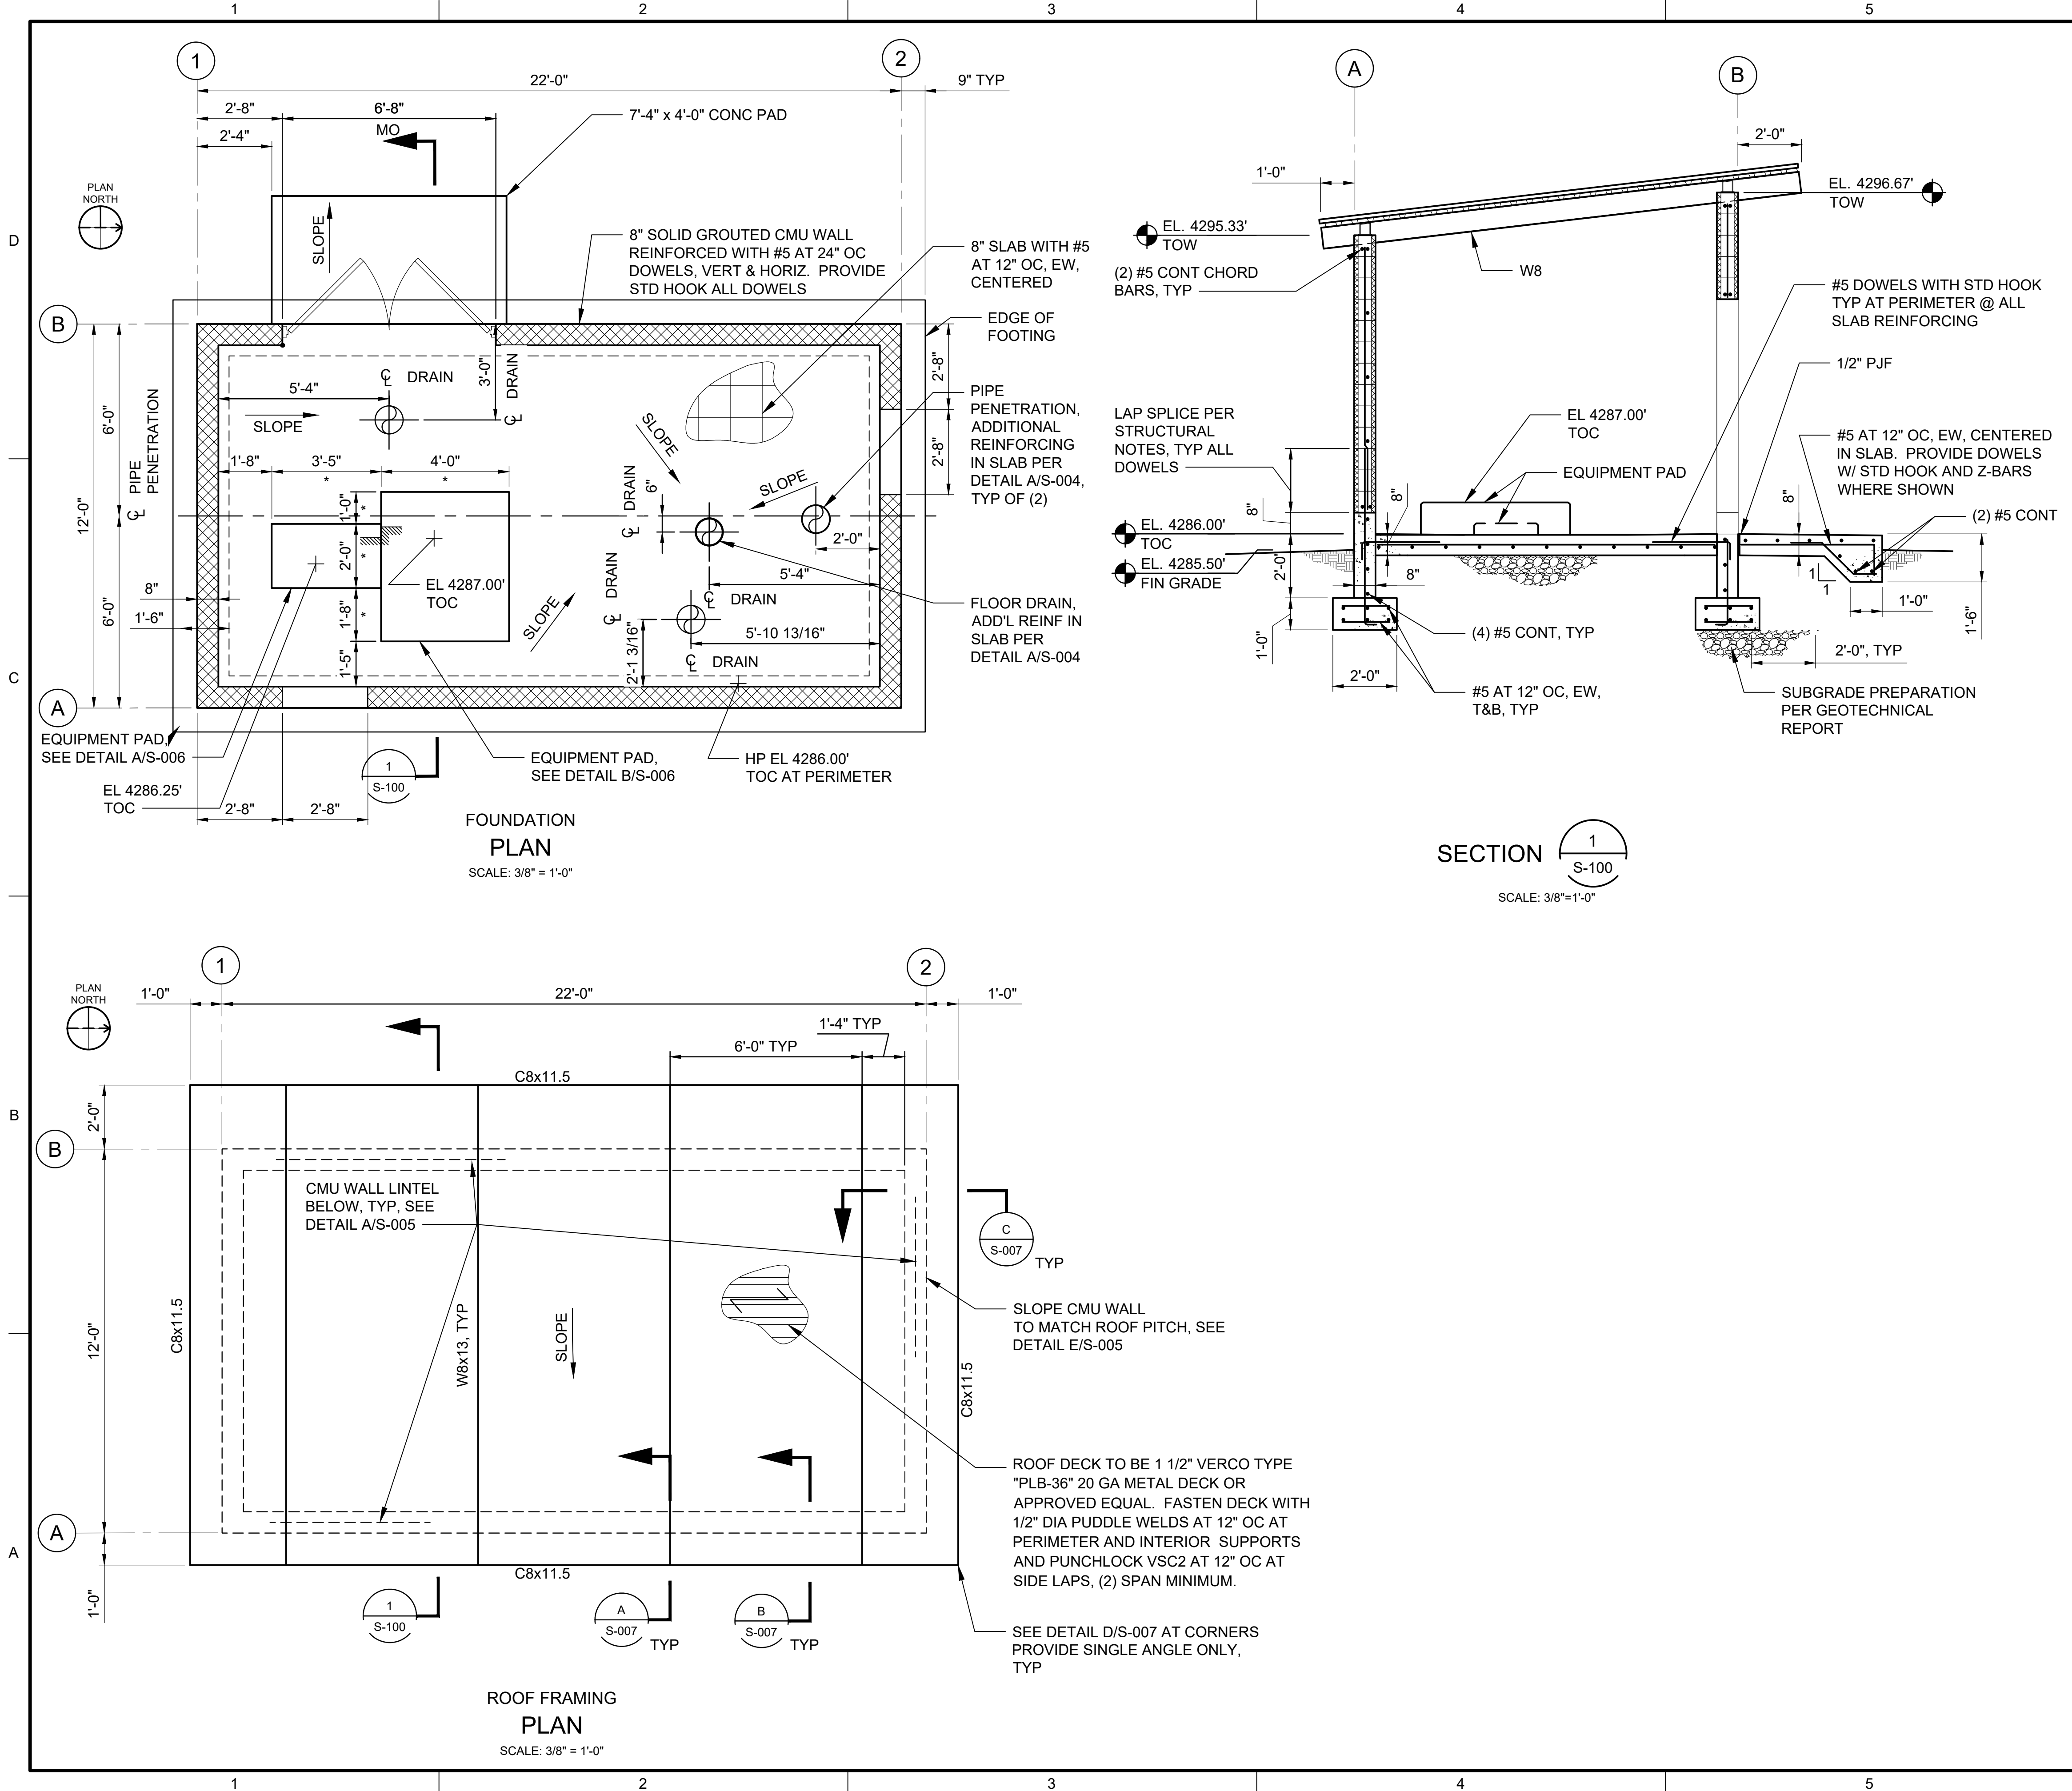 1
2
3
4
5
D
C
B
A
1
2
22'-0"
9" TYP
2'-8"
6'-8"
MO
2'-4"
7'-4" x 4'-0" CONC PAD
PLAN
NORTH
SLOPE
8" SOLID GROUTED CMU WALL
REINFORCED WITH #5 AT 24" OC
DOWELS, VERT & HORIZ. PROVIDE
STD HOOK ALL DOWELS
8" SLAB WITH #5
AT 12" OC, EW,
CENTERED
EDGE OF
FOOTING
B
A
12'-0"
6'-0"
6'-0"
PIPE
PENETRATION
℄
5'-4"
℄ DRAIN
SLOPE
3'-0"
℄ DRAIN
SLOPE
2'-8"
2'-8"
PIPE
PENETRATION,
ADDITIONAL
REINFORCING
IN SLAB PER
DETAIL A/S-004,
TYP OF (2)
1'-8"
3'-5"
*
4'-0"
*
1'-0"
*
2'-0"
*
1'-8"
*
1'-5"
EL 4287.00'
TOC
℄ DRAIN
6"
SLOPE
2'-0"
5'-4"
℄ DRAIN
℄ DRAIN
SLOPE
5'-10 13/16"
2'-1 3/16"
℄ DRAIN
8"
1'-6"
FLOOR DRAIN,
ADD'L REINF IN
SLAB PER
DETAIL A/S-004
EQUIPMENT PAD,
SEE DETAIL A/S-006
EL 4286.25'
TOC
2'-8"
2'-8"
1
S-100
EQUIPMENT PAD,
SEE DETAIL B/S-006
HP EL 4286.00'
TOC AT PERIMETER
FOUNDATION
PLAN
SCALE: 3/8" = 1'-0"
A
B
1'-0"
2'-0"
EL. 4296.67'
TOW
EL. 4295.33'
TOW
(2) #5 CONT CHORD
BARS, TYP
W8
#5 DOWELS WITH STD HOOK
TYP AT PERIMETER @ ALL
SLAB REINFORCING
1/2" PJF
LAP SPLICE PER
STRUCTURAL
NOTES, TYP ALL
DOWELS
EL 4287.00'
TOC
EQUIPMENT PAD
#5 AT 12" OC, EW, CENTERED
IN SLAB. PROVIDE DOWELS
W/ STD HOOK AND Z-BARS
WHERE SHOWN
8"
8"
8"
(2) #5 CONT
EL. 4286.00'
TOC
EL. 4285.50'
FIN GRADE
2'-0"
8"
1
1
1'-0"
1'-6"
1'-0"
(4) #5 CONT, TYP
2'-0", TYP
2'-0"
#5 AT 12" OC, EW,
T&B, TYP
SUBGRADE PREPARATION
PER GEOTECHNICAL
REPORT
SECTION
1
S-100
SCALE: 3/8"=1'-0"
1
2
PLAN
NORTH
1'-0"
22'-0"
1'-0"
1'-4" TYP
6'-0" TYP
C8x11.5
2'-0"
B
CMU WALL LINTEL
BELOW, TYP, SEE
DETAIL A/S-005
C
S-007
TYP
SLOPE CMU WALL
TO MATCH ROOF PITCH, SEE
DETAIL E/S-005
C8x11.5
12'-0"
W8x13, TYP
SLOPE
C8x11.5
ROOF DECK TO BE 1 1/2" VERCO TYPE
"PLB-36" 20 GA METAL DECK OR
APPROVED EQUAL. FASTEN DECK WITH
1/2" DIA PUDDLE WELDS AT 12" OC AT
PERIMETER AND INTERIOR SUPPORTS
AND PUNCHLOCK VSC2 AT 12" OC AT
SIDE LAPS, (2) SPAN MINIMUM.
A
1'-0"
C8x11.5
1
S-100
A
S-007
TYP
B
S-007
TYP
SEE DETAIL D/S-007 AT CORNERS
PROVIDE SINGLE ANGLE ONLY,
TYP
ROOF FRAMING
PLAN
SCALE: 3/8" = 1'-0"
1
2
3
4
5